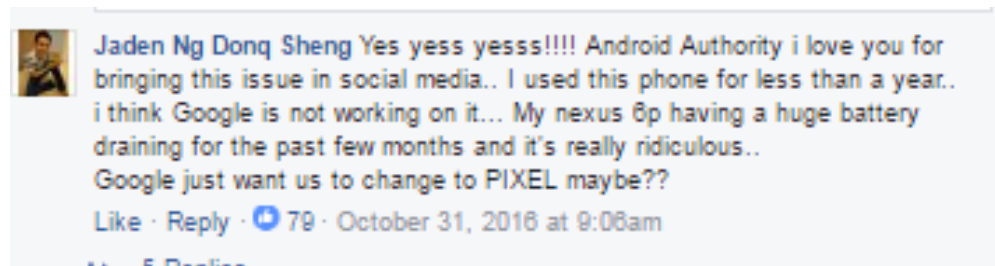 Jaden Ng Donq Sheng Yes yess yesss!!!! Android Authority i love you for
bringing this issue in social media.. I used this phone for less than a year..
i think Google is not working on it... My nexus 6p having a huge battery
draining for the past few months and it's really ridiculous..
Google just want us to change to PIXEL maybe??
Like · Reply · 79 · October 31, 2016 at 9:06am
5 Replies